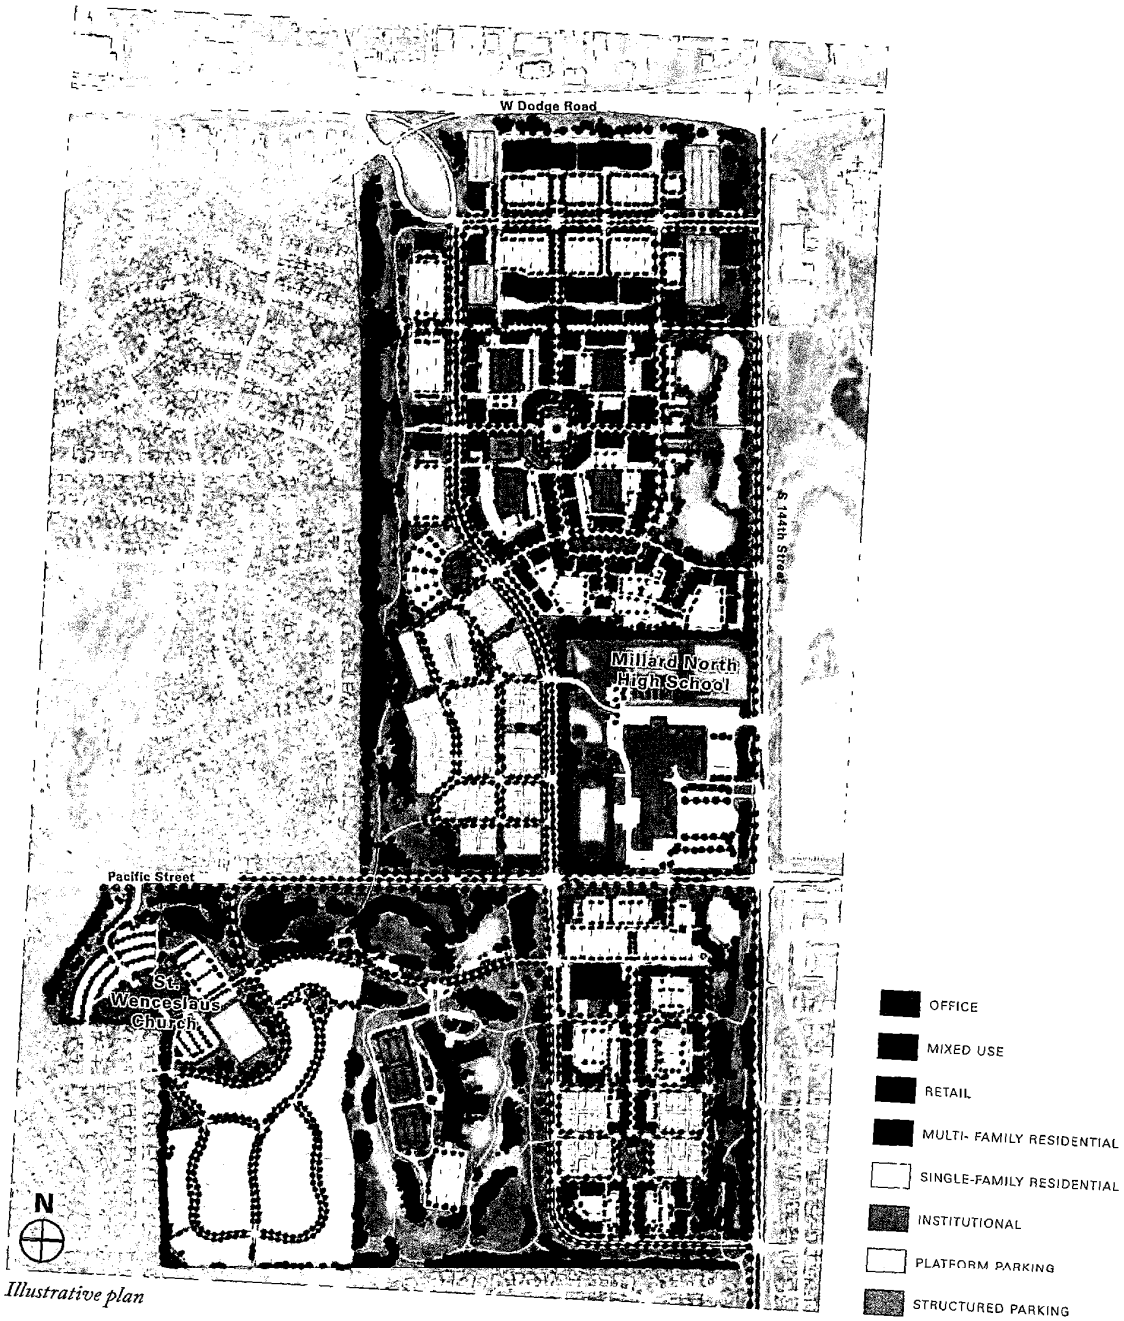 W Dodge Road
S 144th Street
Millard North
High School
Pacific Street
St.
Wenceslaus
Church
OFFICE
MIXED USE
RETAIL
MULTI- FAMILY RESIDENTIAL
SINGLE-FAMILY RESIDENTIAL
INSTITUTIONAL
PLATFORM PARKING
STRUCTURED PARKING
N
Illustrative plan